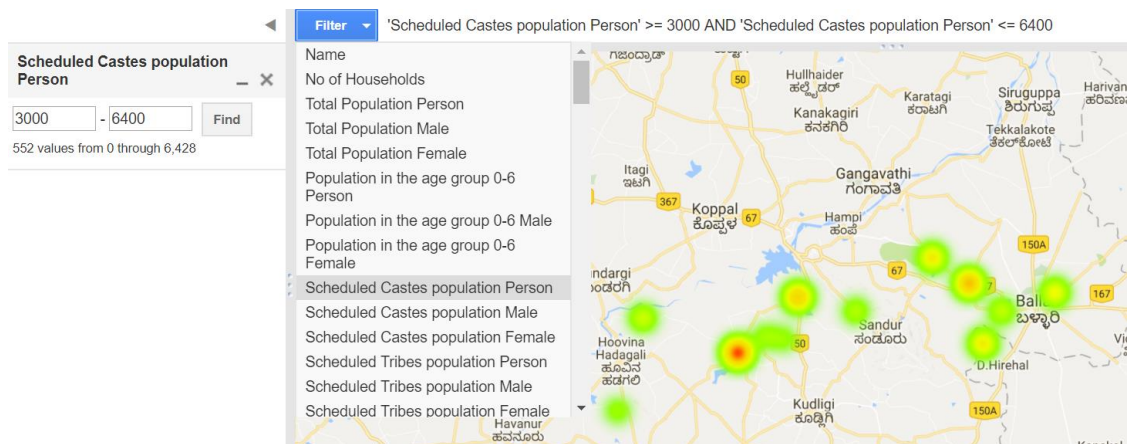 Filter
'Scheduled Castes population Person' >= 3000 AND 'Scheduled Castes population Person' <= 6400
Scheduled Castes population
Person
3000 - 6400 Find
552 values from 0 through 6,428
Name
No of Households
Total Population Person
Total Population Male
Total Population Female
Population in the age group 0-6
Person
Population in the age group 0-6 Male
Population in the age group 0-6
Female
Scheduled Castes population Person
Scheduled Castes population Male
Scheduled Castes population Female
Scheduled Tribes population Person
Scheduled Tribes population Male
Scheduled Tribes population Female
50
Hullhaider
ಹುಲ್ಲೈಡರ್
Kanakagiri
ಕನಕಗಿರಿ
Karatagi
ಕಾರಟಗಿ
Siruguppa
ಶಿರುಗುಪ್ಪ
Tekkalakote
ತೆಕಲ್‌ಕೋಟೆ
Itagi
ಇಟಗಿ
367
Koppal
ಕೊಪ್ಪಳ
67
Gangavathi
ಗಂಗಾವತಿ
Hampi
ಹಂಪೆ
67
150A
167
ಬಳ್ಳಾರಿ
Sandur
ಸಂಡೂರು
50
Hoovina
Hadagali
ಹೂವಿನ
ಹಡಗಲಿ
D.Hirehal
Kudligi
ಕೂಡ್ಲಿಗಿ
150A
Havanur
ಹವನೂರು